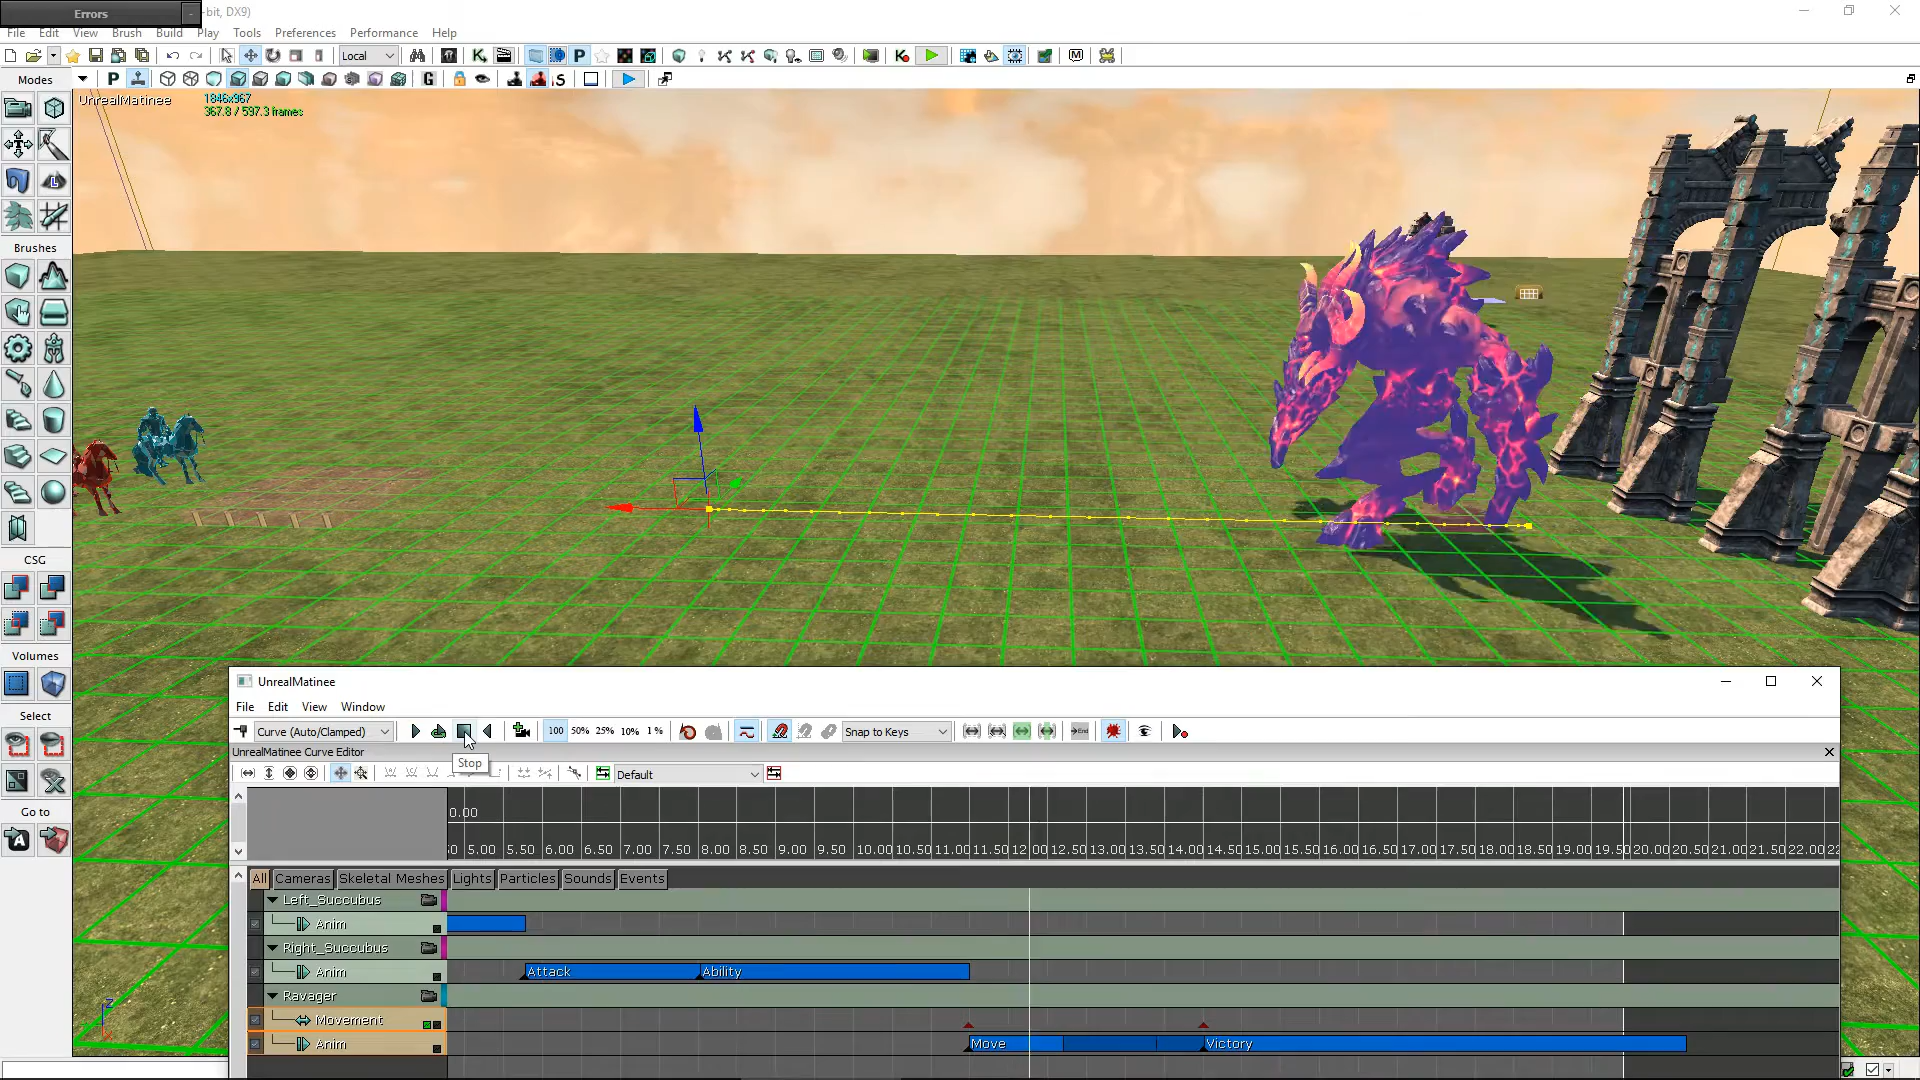 Errors
-
-bit, DX9)
File Edit View Brush Build Play Tools Preferences Performance Help
Local
Modes
UnrealMatinee
1846x967
367.8 / 597.3 frames
Brushes
CSG
Volumes
Select
Go to
UnrealMatinee
File Edit View Window
Curve (Auto/Clamped)
100 50% 25% 10% 1 %
Snap to Keys
End
UnrealMatinee Curve Editor
Stop
Default
0.00
50 5.00 5.50 6.00 6.50 7.00 7.50 8.00 8.50 9.00 9.50 10.00 10.50 11.00 11.50 12.00 12.50 13.00 13.50 14.00 14.50 15.00 15.50 16.00 16.50 17.00 17.50 18.00 18.50 19.00 19.50 20.00 20.50 21.00 21.50 22.00 22
All Cameras Skeletal Meshes Lights Particles Sounds Events
Left_Succubus
Anim
Right_Succubus
Anim Attack Ability
Ravager
Movement
Anim Move Victory